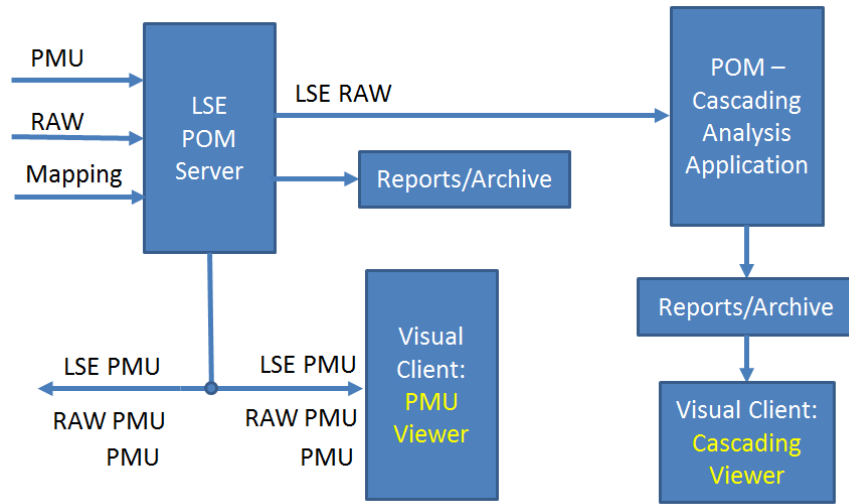 PMU
RAW
Mapping
LSE
POM
Server
LSE RAW
Reports/Archive
POM –
Cascading
Analysis
Application
Reports/Archive
Visual Client:
Cascading
Viewer
LSE PMU
RAW PMU
PMU
LSE PMU
RAW PMU
PMU
Visual
Client:
PMU
Viewer